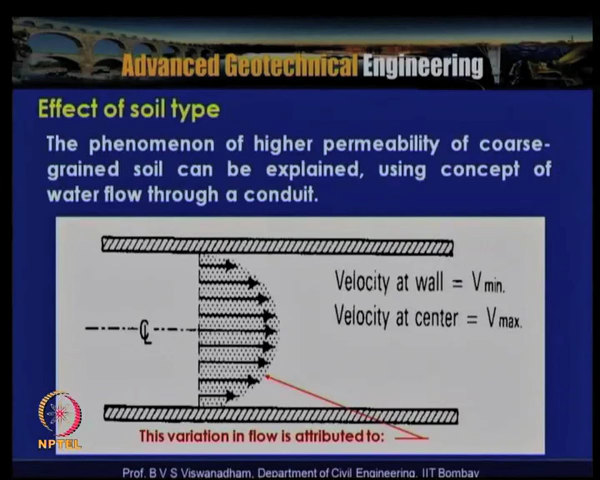 Advanced Geotechnical Engineering
Effect of soil type
The phenomenon of higher permeability of coarse-
grained soil can be explained, using concept of
water flow through a conduit.
Velocity at wall = Vmin.
Velocity at center = Vmax.
℄
This variation in flow is attributed to:
NPTEL
Prof. B V S Viswanadham, Department of Civil Engineering, IIT Bombay